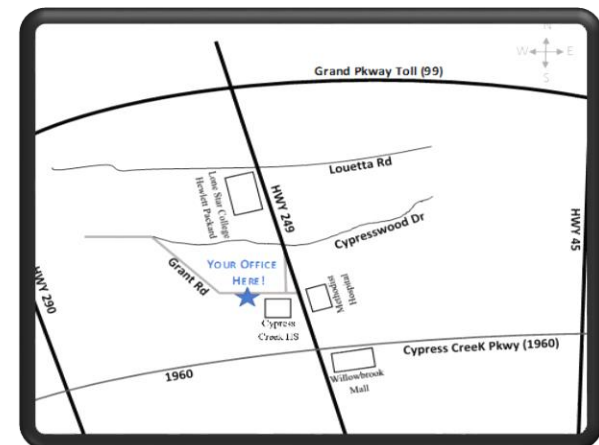 N
W E
S
Grand Pkway Toll (99)
Louetta Rd
Lone Star College
Hewlett Packard
HWY 249
Cypresswood Dr
HWY 45
YOUR OFFICE
HERE!
Grant Rd
HWY 290
Methodist
Hospital
Cypress
Creek HS
Cypress CreeK Pkwy (1960)
1960
Willowbrook
Mall